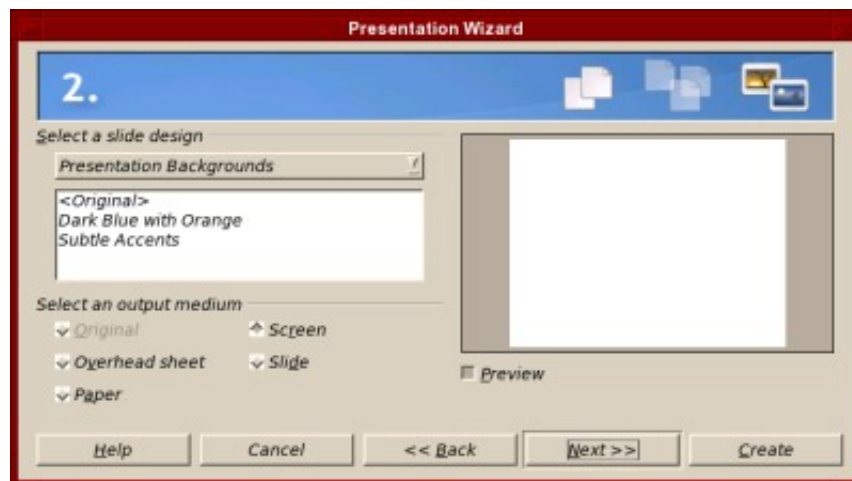 Presentation Wizard
2.
Select a slide design
Presentation Backgrounds
<Original>
Dark Blue with Orange
Subtle Accents
Select an output medium
Original Screen
Overhead sheet Slide
Paper
Preview
Help Cancel << Back Next >> Create